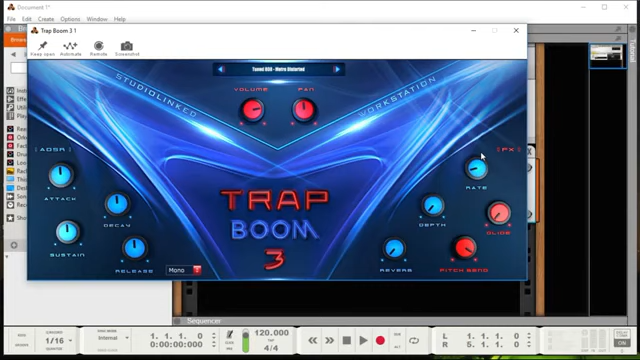 Document 1*
File Edit Create Options Window Help
Trap Boom 3 1
Keep open Automate Remote Screenshot
Tuned 808 - Metro Distorted
STUDIOLINKED
VOLUME PAN
WORKSTATION
ADSR
FX
ATTACK
DECAY
SUSTAIN
RELEASE
Mono
TRAP
BOOM
3
RATE
DEPTH
GLIDE
REVERB
PITCH BEND
Tutorial
Sequencer
1/16
Internal
1. 1. 1. 0
0:00:00:000
120.000
4/4
L 1. 1. 1. 0
R 5. 1. 1. 0
ON